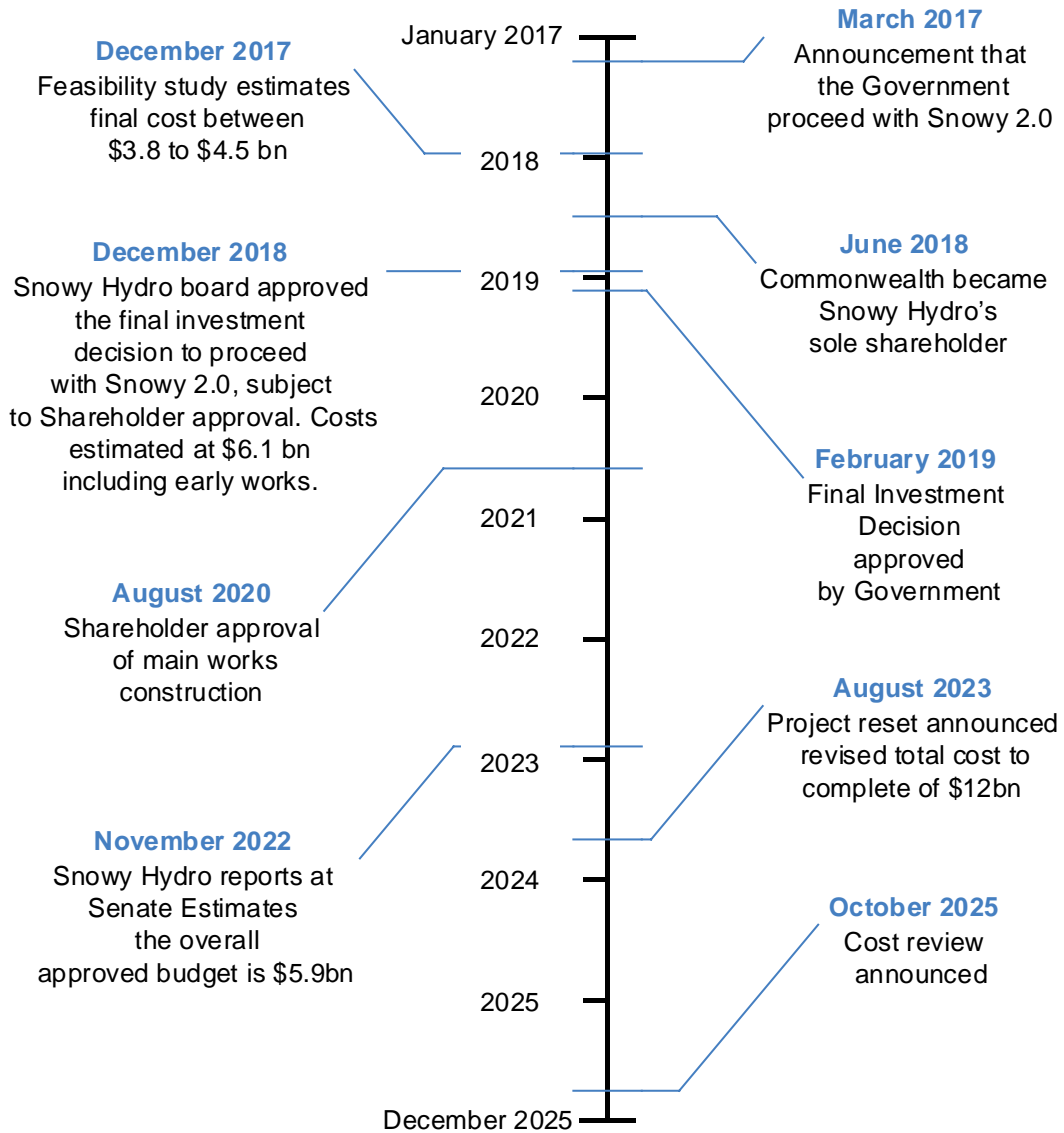 January 2017
March 2017
Announcement that
the Government
proceed with Snowy 2.0
December 2017
Feasibility study estimates
final cost between
$3.8 to $4.5 bn
2018
June 2018
Commonwealth became
Snowy Hydro's
sole shareholder
December 2018
Snowy Hydro board approved
the final investment
decision to proceed
with Snowy 2.0, subject
to Shareholder approval. Costs
estimated at $6.1 bn
including early works.
2019
February 2019
Final Investment
Decision
approved
by Government
2020
August 2020
Shareholder approval
of main works
construction
2021
2022
November 2022
Snowy Hydro reports at
Senate Estimates
the overall
approved budget is $5.9bn
2023
August 2023
Project reset announced
revised total cost to
complete of $12bn
2024
2025
October 2025
Cost review
announced
December 2025